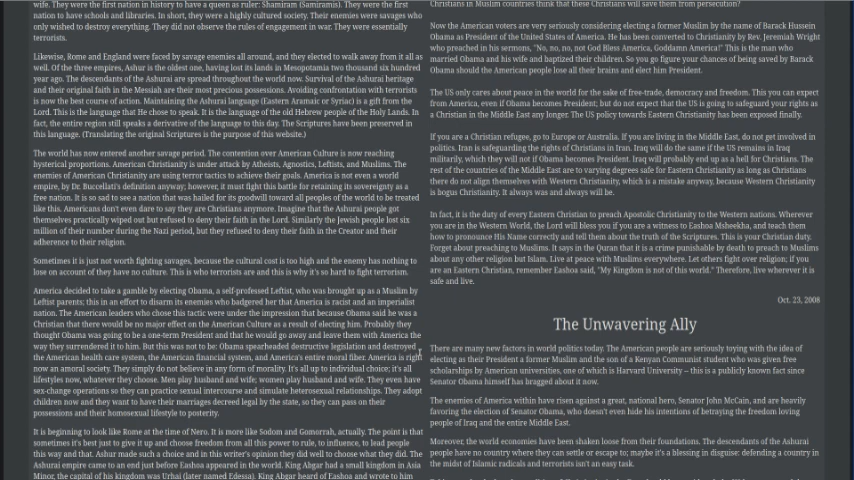 wife. They were the first nation in history to have a queen as ruler: Shamiram (Samiramis). They were the first
nation to have schools and libraries. In short, they were a highly cultured society. Their enemies were savages who
only wished to destroy everything. They did not observe the rules of engagement in war. They were essentially
terrorists.
Likewise, Rome and England were faced by savage enemies all around, and they elected to walk away from it all as
well. Of the three empires, Ashur is the oldest one, having lost its lands in Mesopotamia two thousand six hundred
year ago. The descendants of the Ashurai are spread throughout the world now. Survival of the Ashurai heritage
and their original faith in the Messiah are their most precious possessions. Avoiding confrontation with terrorists
is now the best course of action. Maintaining the Ashurai language (Eastern Aramaic or Syriac) is a gift from the
Lord. This is the language that He chose to speak. It is the language of the old Hebrew people of the Holy Lands. In
fact, the entire region still speaks a derivative of the language to this day. The Scriptures have been preserved in
this language. (Translating the original Scriptures is the purpose of this website.)
The world has now entered another savage period. The contention over American Culture is now reaching
hysterical proportions. American Christianity is under attack by Atheists, Agnostics, Leftists, and Muslims. The
enemies of American Christianity are using terror tactics to achieve their goals. America is not even a world
empire, by Dr. Buccellati's definition anyway; however, it must fight this battle for retaining its sovereignty as a
free nation. It is so sad to see a nation that was hailed for its goodwill toward all peoples of the world to be treated
like this. Americans don't even dare to say they are Christians anymore. Imagine that the Ashurai people got
themselves practically wiped out but refused to deny their faith in the Lord. Similarly the Jewish people lost six
million of their number during the Nazi period, but they refused to deny their faith in the Creator and their
adherence to their religion.
Sometimes it is just not worth fighting savages, because the cultural cost is too high and the enemy has nothing to
lose on account of they have no culture. This is who terrorists are and this is why it's so hard to fight terrorism.
America decided to take a gamble by electing Obama, a self-professed Leftist, who was brought up as a Muslim by
Leftist parents; this in an effort to disarm its enemies who badgered her that America is racist and an imperialist
nation. The American leaders who chose this tactic were under the impression that because Obama said he was a
Christian that there would be no major effect on the American Culture as a result of electing him. Probably they
thought Obama was going to be a one-term President and that he would go away and leave them with America the
way they surrendered it to him. But this was not to be: Obama spearheaded destructive legislation and destroyed
the American health care system, the American financial system, and America's entire moral fiber. America is right
now an amoral society. They simply do not believe in any form of morality. It's all up to individual choice; it's all
lifestyles now, whatever they choose. Men play husband and wife; women play husband and wife. They even have
sex-change operations so they can practice sexual intercourse and simulate heterosexual relationships. They adopt
children now and they want to have their marriages decreed legal by the state, so they can pass on their
possessions and their homosexual lifestyle to posterity.
It is beginning to look like Rome at the time of Nero. It is more like Sodom and Gomorrah, actually. The point is that
sometimes it's best to just give it up and choose freedom from all this power to rule, to influence, to lead people
this way and that. Ashur made such a choice and in this writer's opinion they did well to choose what they did. The
Ashurai empire came to an end just before Eashoa appeared in the world. King Abgar had a small kingdom in Asia
Minor, the capital of his kingdom was Urhai (later named Edessa). King Abgar heard of Eashoa and wrote to him
Christians in Muslim countries think that these Christians will save them from persecution?
Now the American voters are very seriously considering electing a former Muslim by the name of Barack Hussein
Obama as President of the United States of America. He has been converted to Christianity by Rev. Jeremiah Wright
who preached in his sermons, "No, no, no, not God Bless America, Goddamn America!" This is the man who
married Obama and his wife and baptized their children. So you go figure your chances of being saved by Barack
Obama should the American people lose all their brains and elect him President.
The US only cares about peace in the world for the sake of free-trade, democracy and freedom. This you can expect
from America, even if Obama becomes President; but do not expect that the US is going to safeguard your rights as
a Christian in the Middle East any longer. The US policy towards Eastern Christianity has been exposed finally.
If you are a Christian refugee, go to Europe or Australia. If you are living in the Middle East, do not get involved in
politics. Iran is safeguarding the rights of Christians in Iran. Iraq will do the same if the US remains in Iraq
militarily, which they will not if Obama becomes President. Iraq will probably end up as a hell for Christians. The
rest of the countries of the Middle East are to varying degrees safe for Eastern Christianity as long as Christians
there do not align themselves with Western Christianity, which is a mistake anyway, because Western Christianity
is bogus Christianity. It always was and always will be.
In fact, it is the duty of every Eastern Christian to preach Apostolic Christianity to the Western nations. Wherever
you are in the Western World, the Lord will bless you if you are a witness to Eashoa Msheekha, and teach them
how to pronounce His Name correctly and tell them about the truth of the Scriptures. This is your Christian duty.
Forget about preaching to Muslims. It says in the Quran that it is a crime punishable by death to preach to Muslims
about any other religion but Islam. Live at peace with Muslims everywhere. Let others fight over religion; if you
are an Eastern Christian, remember Eashoa said, "My Kingdom is not of this world." Therefore, live wherever it is
safe and live.
Oct. 23, 2008
The Unwavering Ally
There are many new factors in world politics today. The American people are seriously toying with the idea of
electing as their President a former Muslim and the son of a Kenyan Communist student who was given free
scholarships by American universities, one of which is Harvard University – this is a publicly known fact since
Senator Obama himself has bragged about it now.
The enemies of America within have risen against a great, national hero, Senator John McCain, and are heavily
favoring the election of Senator Obama, who doesn't even hide his intentions of betraying the freedom loving
people of Iraq and the entire Middle East.
Moreover, the world economies have been shaken loose from their foundations. The descendants of the Ashurai
people have no country where they can settle or escape to; maybe it's a blessing in disguise: defending a country in
the midst of Islamic radicals and terrorists isn't an easy task.